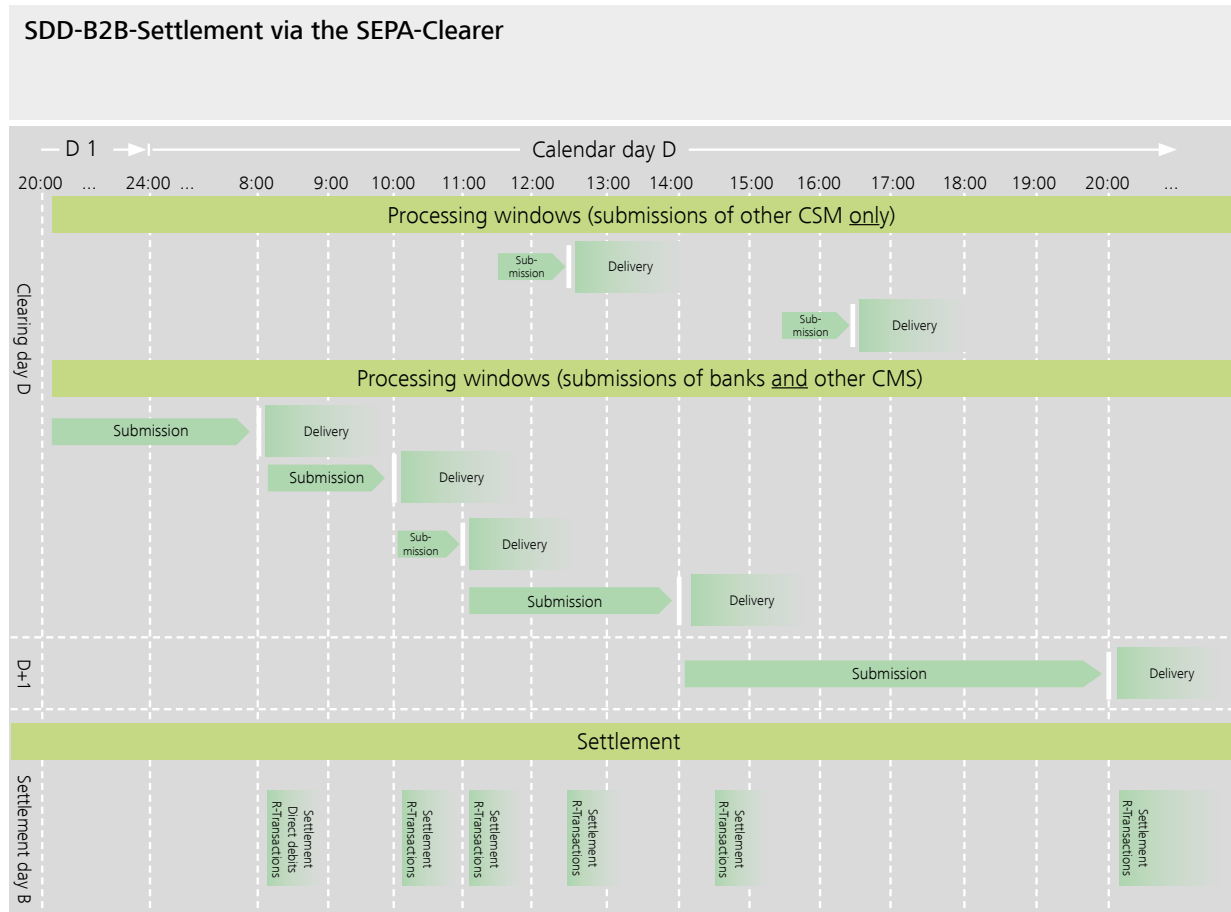 SDD-B2B-Settlement via the SEPA-Clearer
D 1
Calendar day D
20:00 ... 24:00 ... 8:00 9:00 10:00 11:00 12:00 13:00 14:00 15:00 16:00 17:00 18:00 19:00 20:00 ...
Processing windows (submissions of other CSM only)
Clearing day D
Sub-
mission
Delivery
Sub-
mission
Delivery
Processing windows (submissions of banks and other CMS)
Submission
Delivery
Submission
Delivery
Sub-
mission
Delivery
Submission
Delivery
D+1
Submission
Delivery
Settlement
Settlement day B
Settlement
Direct debits
R-Transactions
Settlement
R-Transactions
Settlement
R-Transactions
Settlement
R-Transactions
Settlement
R-Transactions
Settlement
R-Transactions